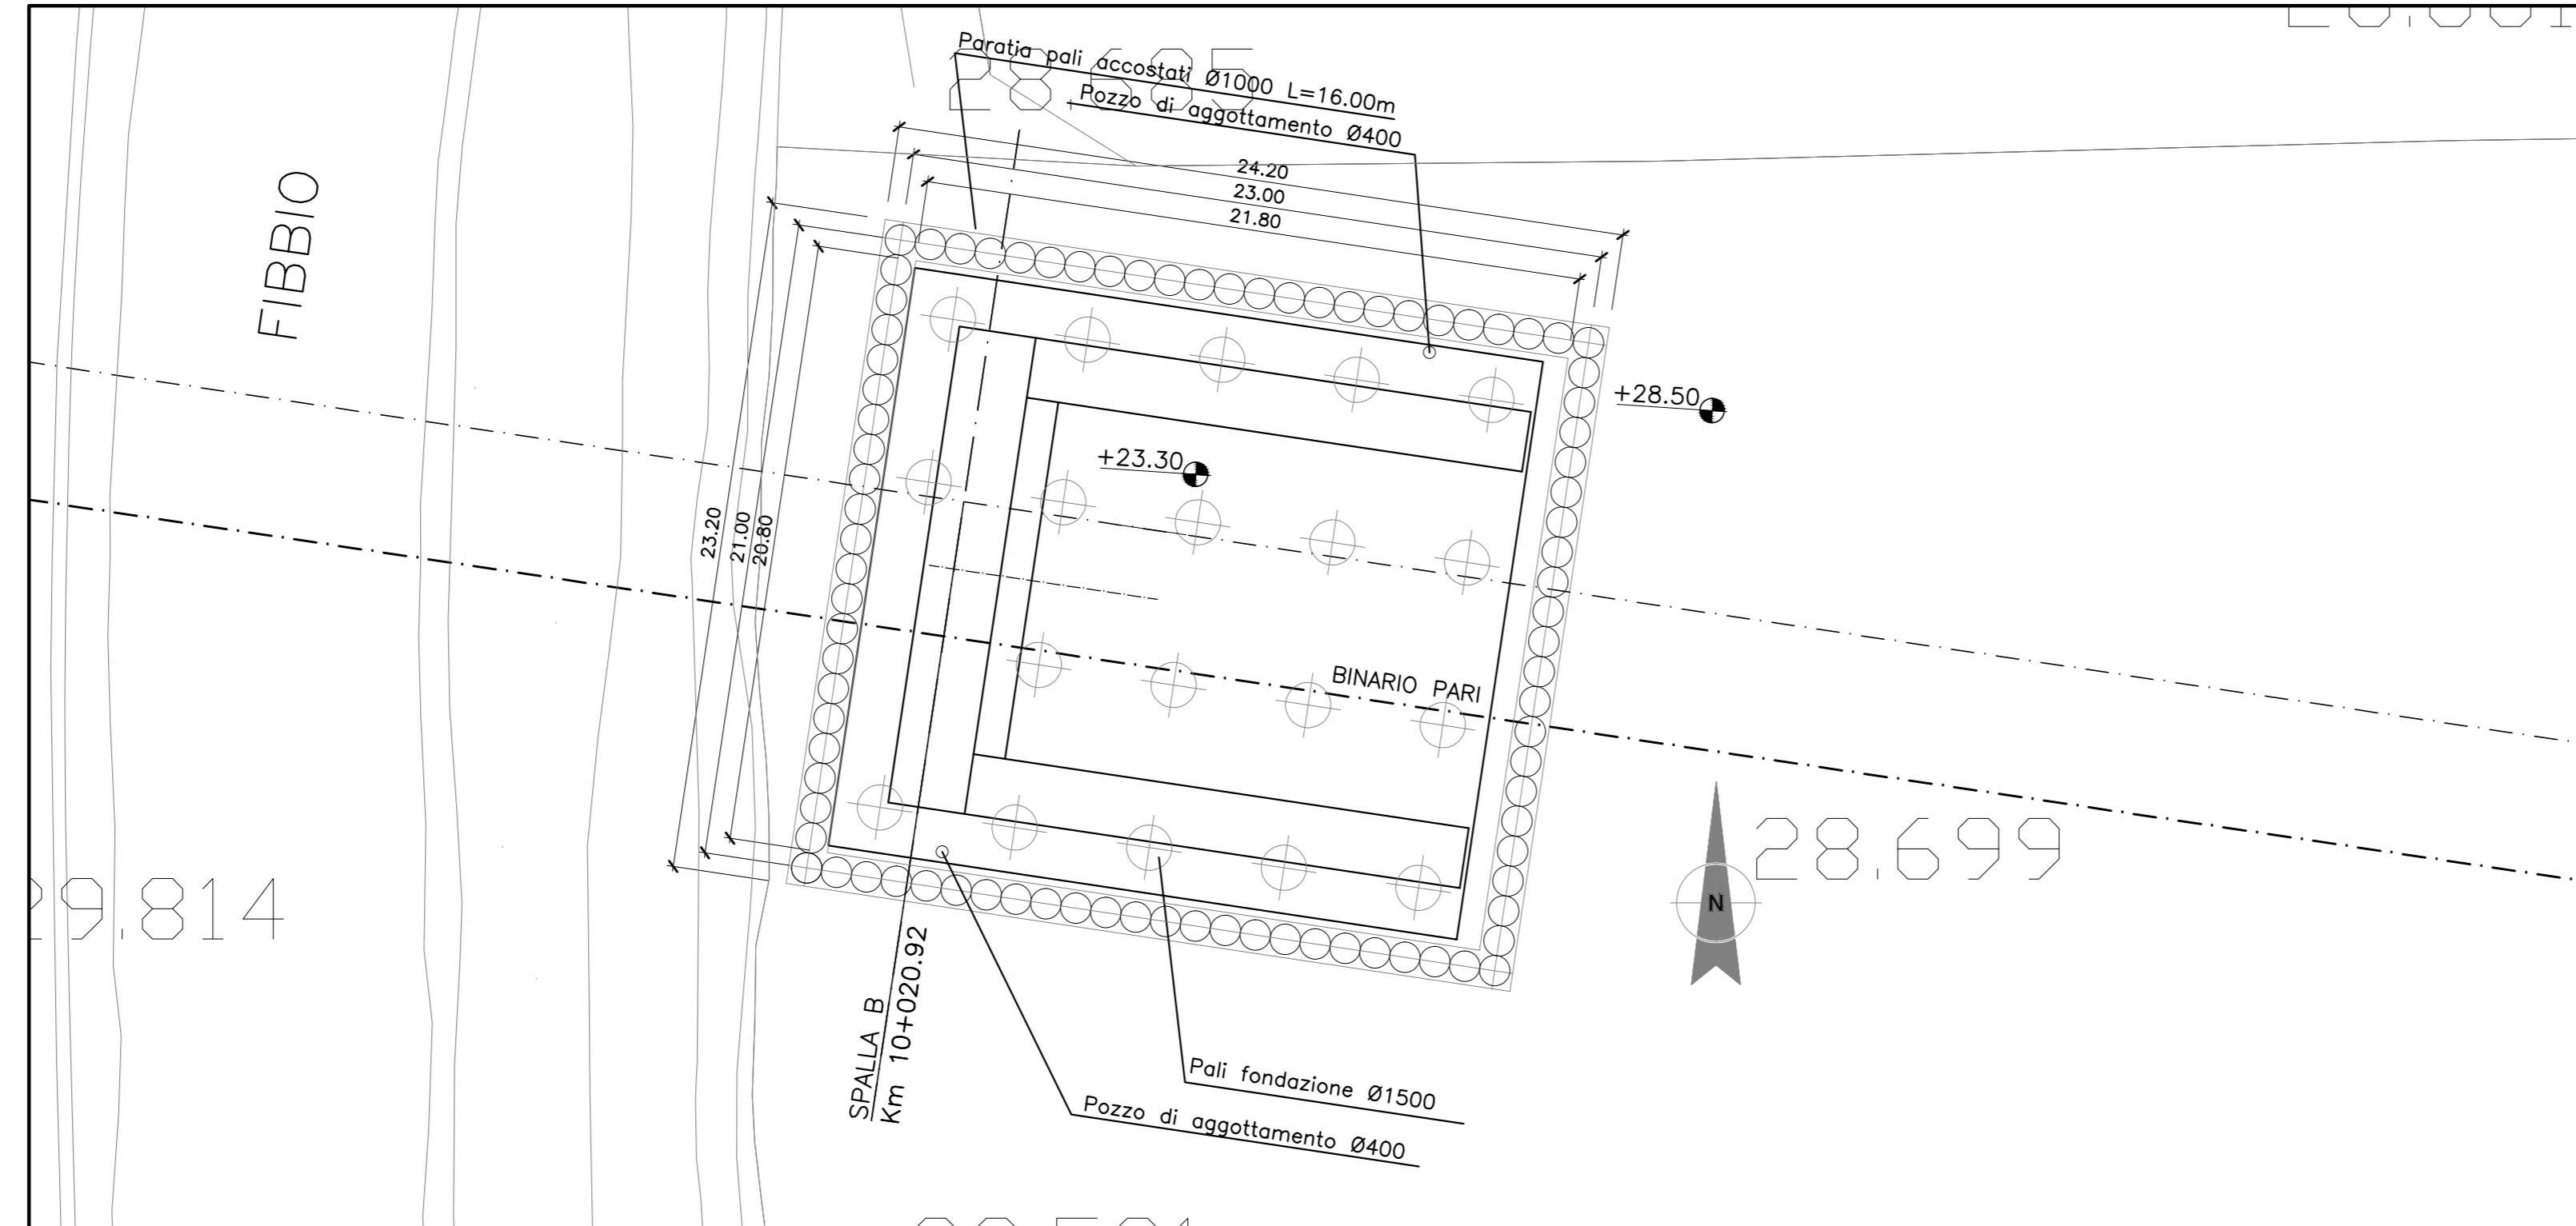 Paratia pali accostati Ø1000 L=16.00m
28,685
Pozzo di aggottamento Ø400
24.20
23.00
21.80
FIBBIO
+28.50
+23.30
23.20
21.00
20.80
BINARIO PARI
28,699
29,814
N
SPALLA B
Km 10+020.92
Pali fondazione Ø1500
Pozzo di aggottamento Ø400